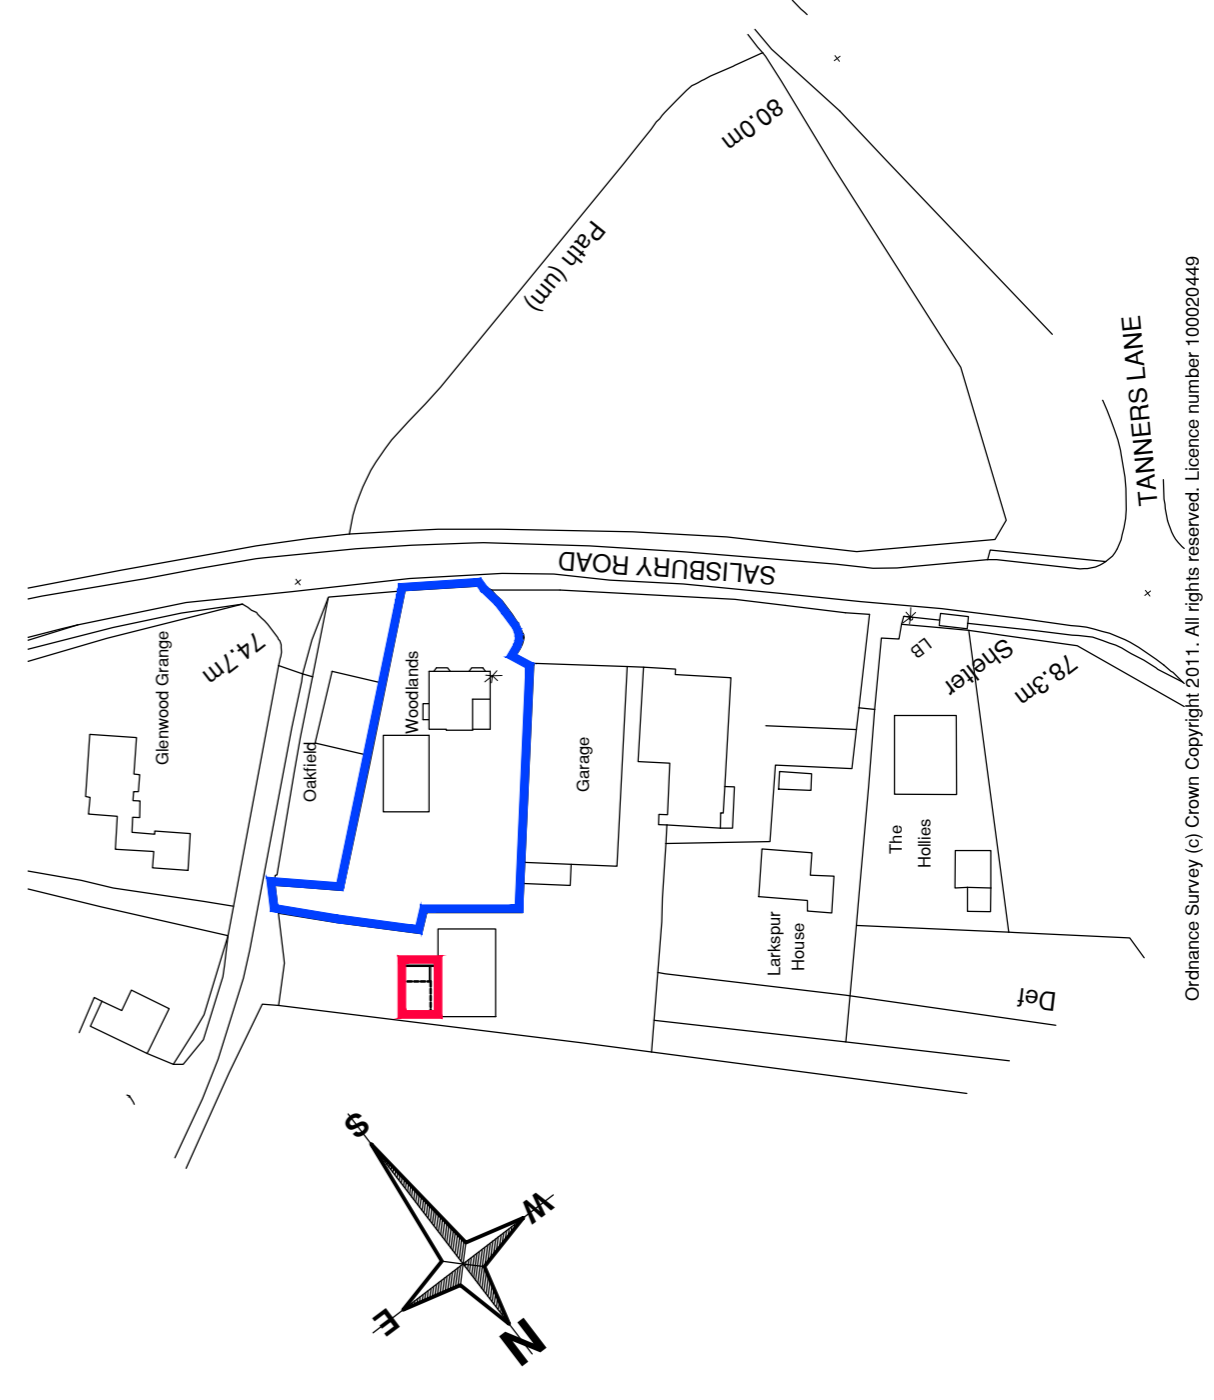 80.0m
Path (um)
TANNERS LANE
Ordnance Survey (c) Crown Copyright 2011. All rights reserved. Licence number 100020449
SALISBURY ROAD
Glenwood Grange
74.7m
Oakfield
Woodlands
Garage
LB
Shelter
78.3m
The
Hollies
Larkspur
House
Def
S
W
E
N